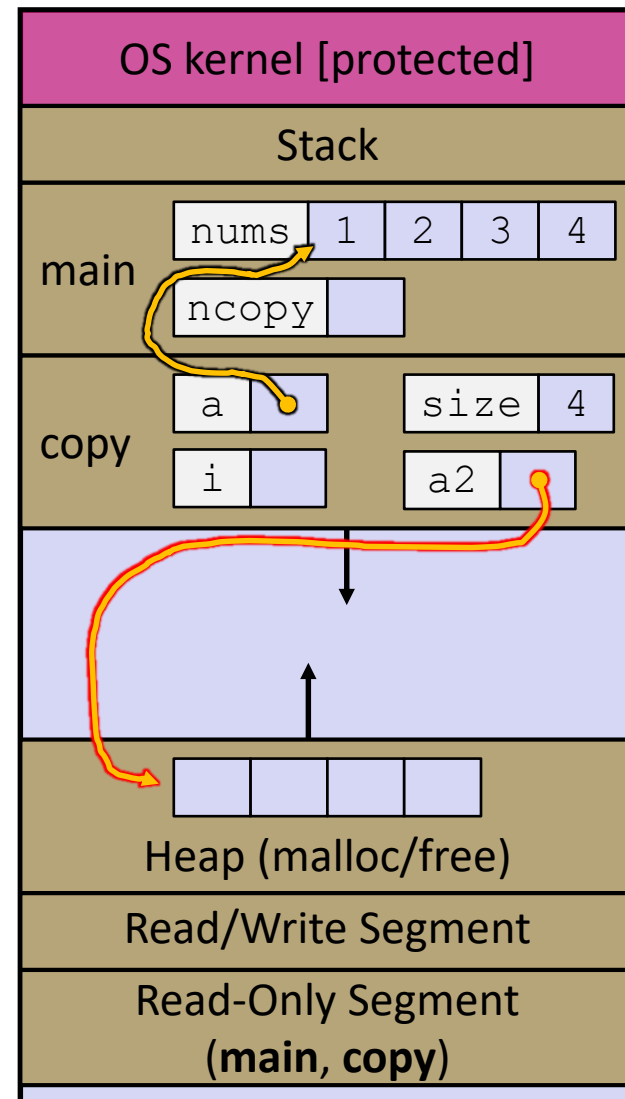 OS kernel [protected]
Stack
main
nums 1 2 3 4
ncopy
copy
a size 4
i a2
Heap (malloc/free)
Read/Write Segment
Read-Only Segment
(main, copy)